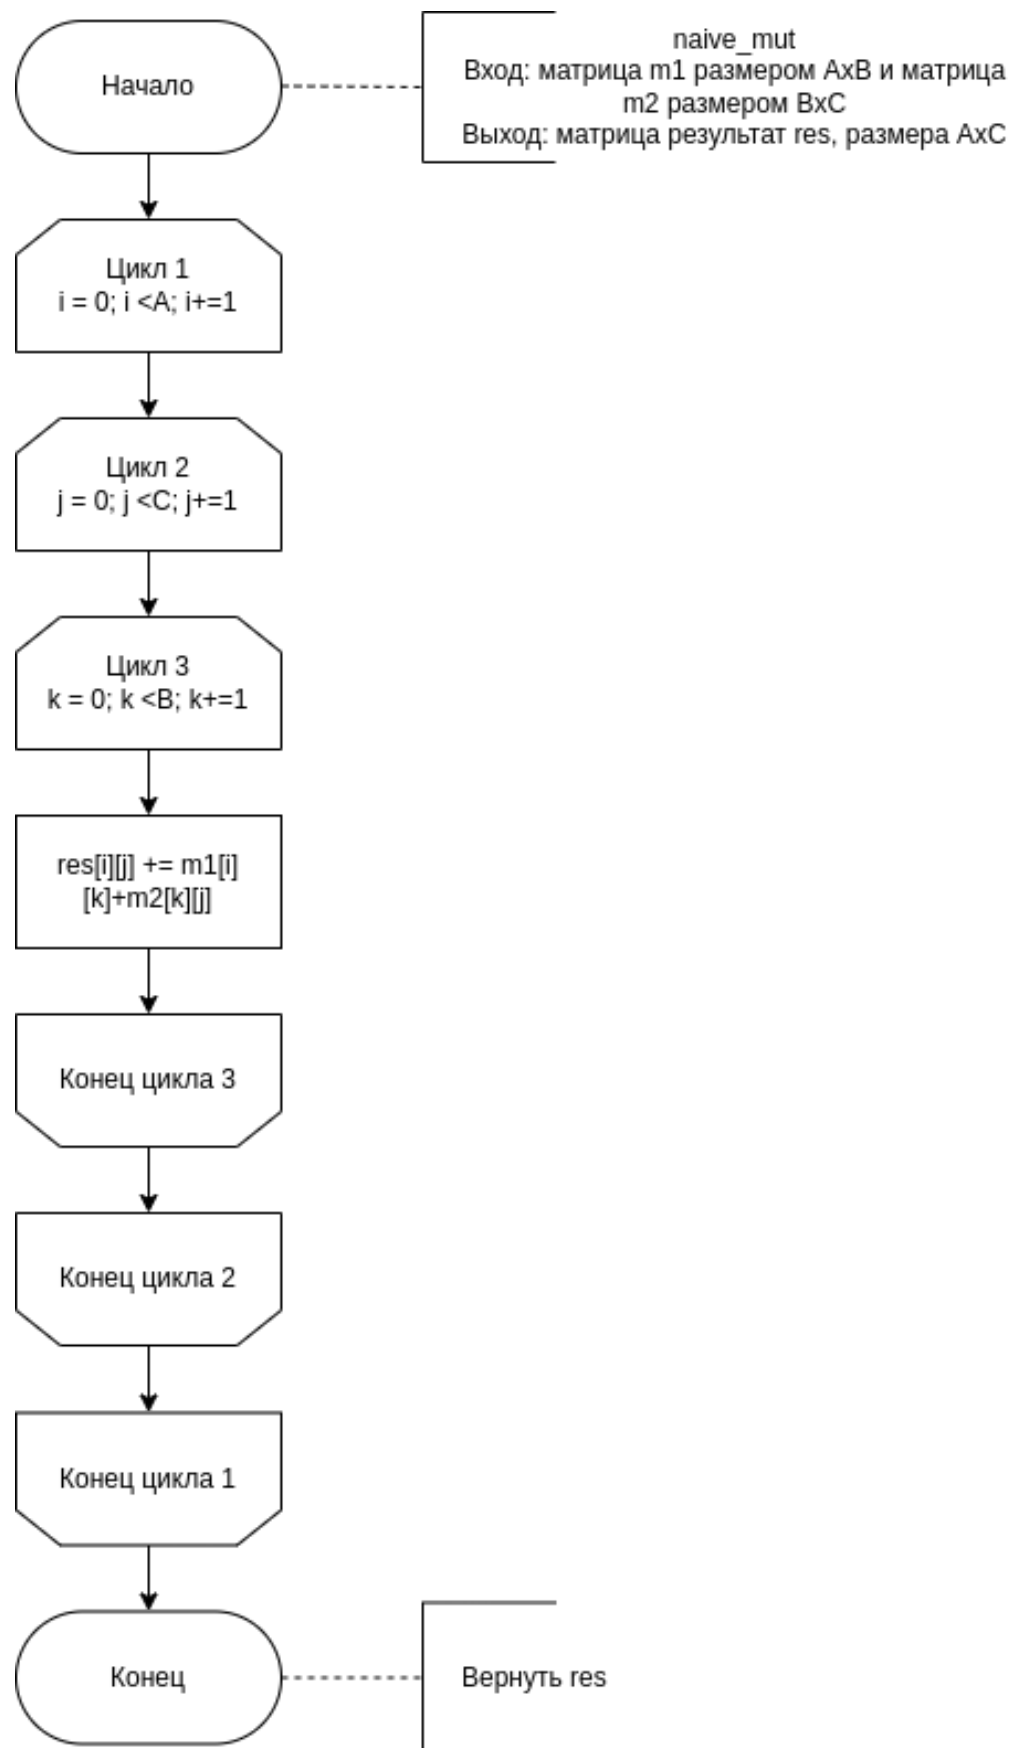 Начало
naive_mut
Вход: матрица m1 размером AxB и матрица
m2 размером BxC
Выход: матрица результат res, размера AxC
Цикл 1
i = 0; i <A; i+=1
Цикл 2
j = 0; j <C; j+=1
Цикл 3
k = 0; k <B; k+=1
res[i][j] += m1[i]
[k]+m2[k][j]
Конец цикла 3
Конец цикла 2
Конец цикла 1
Конец
Вернуть res